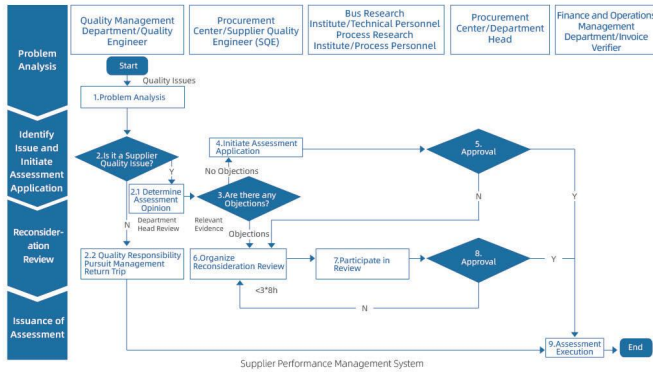 Quality Management
Department/Quality
Engineer
Procurement
Center/Supplier Quality
Engineer (SQE)
Bus Research
Institute/Technical Personnel
Process Research
Institute/Process Personnel
Procurement
Center/Department
Head
Finance and Operations
Management
Department/Invoice
Verifier
Problem
Analysis
Start
Quality Issues
1.Problem Analysis
Identify
Issue and
Initiate
Assessment
Application
2.Is it a Supplier
Quality Issue?
Y
4.Initiate Assessment
Application
No Objections
5.
Approval
2.1 Determine
Assessment
Opinion
3.Are there any
Objections?
N
Y
N
Department
Head Review
Relevant
Evidence
Objections
Reconsider-
ation
Review
2.2 Quality Responsibility
Pursuit Management
Return Trip
6.Organize
Reconsideration Review
7.Participate in
Review
8.
Approval
Y
<3*8h
N
Issuance of
Assessment
9.Assessment
Execution
End
Supplier Performance Management System